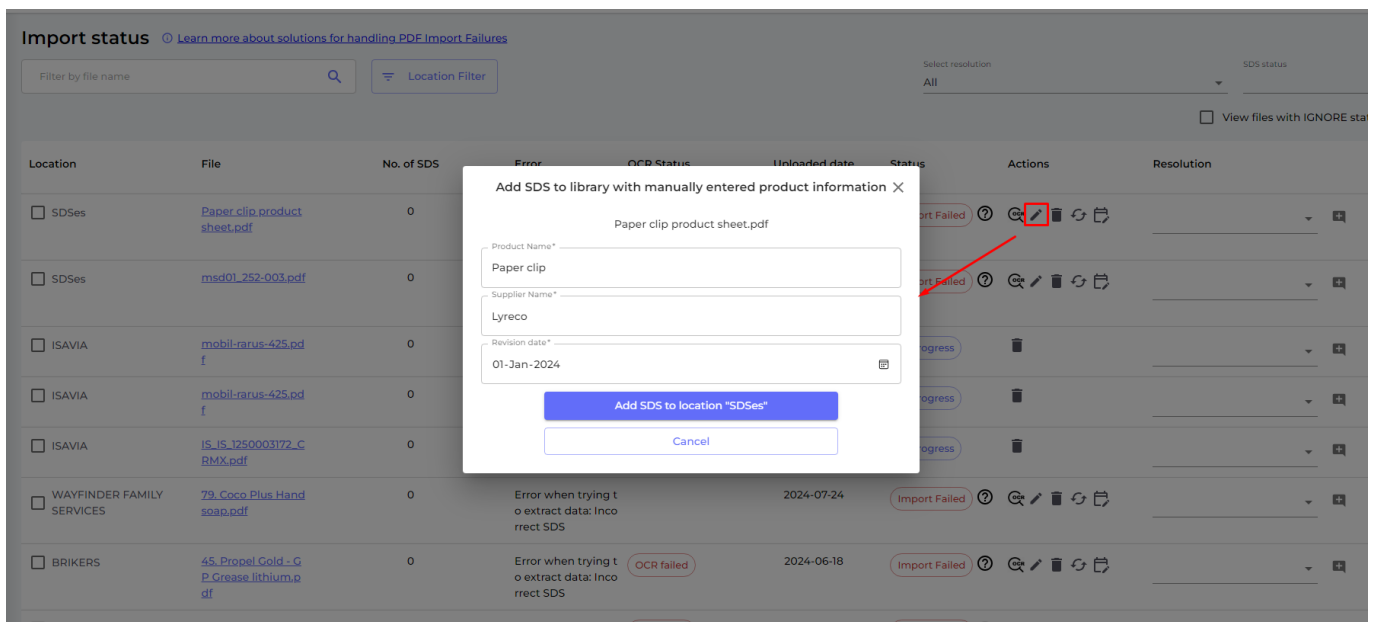 Import status Learn more about solutions for handling PDF Import Failures
Filter by file name
Location Filter
Select resolution
All
SDS status
View files with IGNORE stat
Location File No. of SDS Error OCR Status Uploaded date Status Actions Resolution
Add SDS to library with manually entered product information
Paper clip product sheet.pdf
Product Name*
Paper clip
Supplier Name*
Lyreco
Revision date*
01-Jan-2024
Add SDS to location "SDSes"
Cancel
SDSes Paper clip product 0 ort Failed
sheet.pdf
SDSes msd01_252-003.pdf 0 ort Failed
ISAVIA mobil-rarus-425.pd 0 ogress
f
ISAVIA mobil-rarus-425.pd 0 ogress
f
ISAVIA IS_IS_1250003172_C 0 ogress
RMX.pdf
WAYFINDER FAMILY 79. Coco Plus Hand 0 Error when trying t 2024-07-24 Import Failed
SERVICES soap.pdf o extract data: Inco
rrect SDS
BRIKERS 45. Propel Gold - G 0 Error when trying t OCR failed 2024-06-18 Import Failed
P Grease lithium.p o extract data: Inco
df rrect SDS